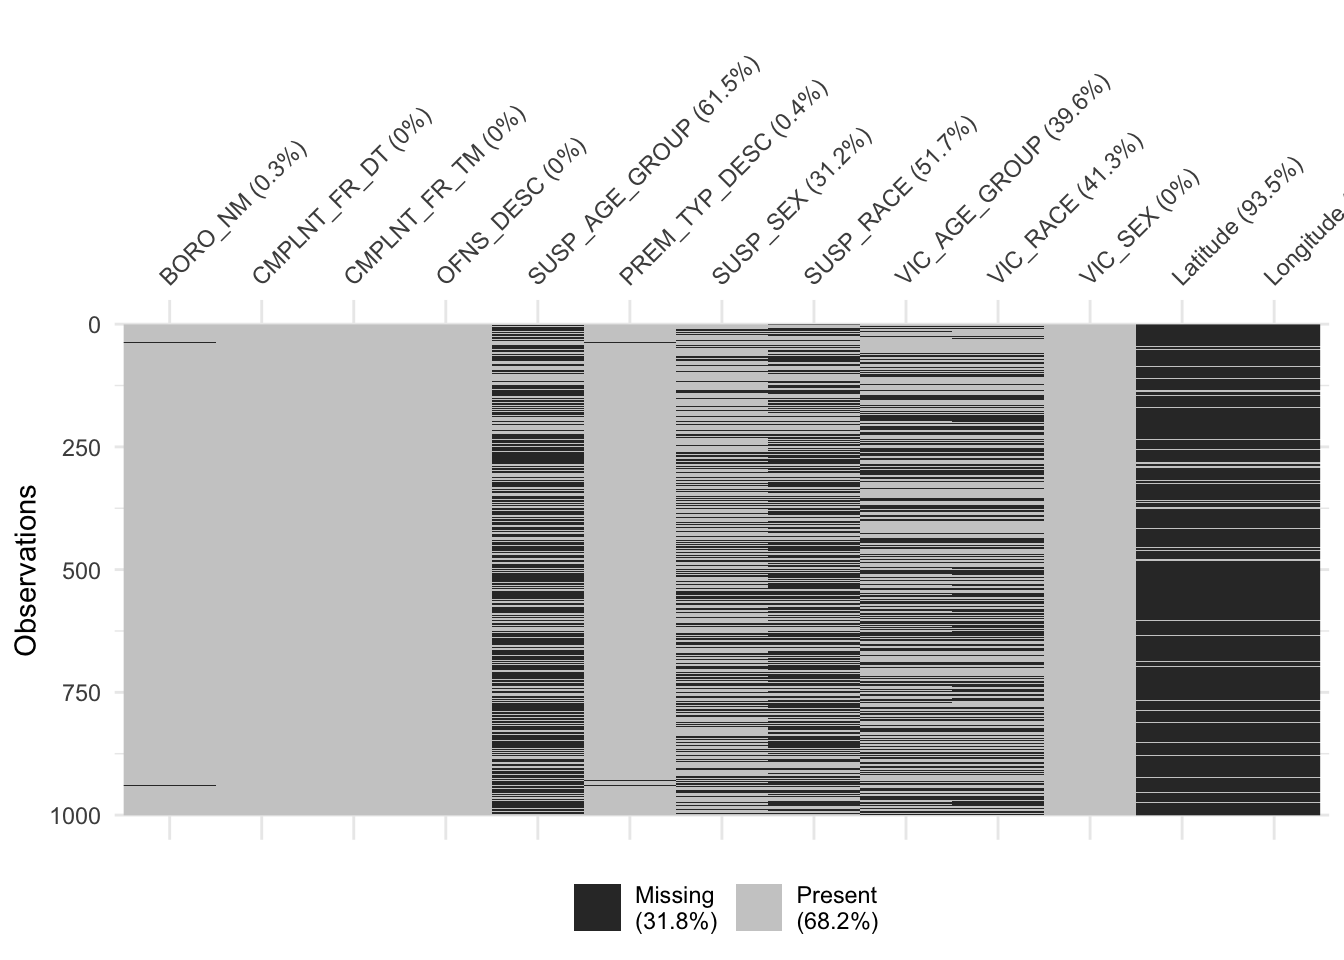 BORO_NM (0.3%)
CMPLNT_FR_DT (0%)
CMPLNT_FR_TM (0%)
OFNS_DESC (0%)
SUSP_AGE_GROUP (61.5%)
PREM_TYP_DESC (0.4%)
SUSP_SEX (31.2%)
SUSP_RACE (51.7%)
VIC_AGE_GROUP (39.6%)
VIC_RACE (41.3%)
VIC_SEX (0%)
Latitude (93.5%)
Longitude
0
250
500
750
1000
Observations
Missing
(31.8%)
Present
(68.2%)